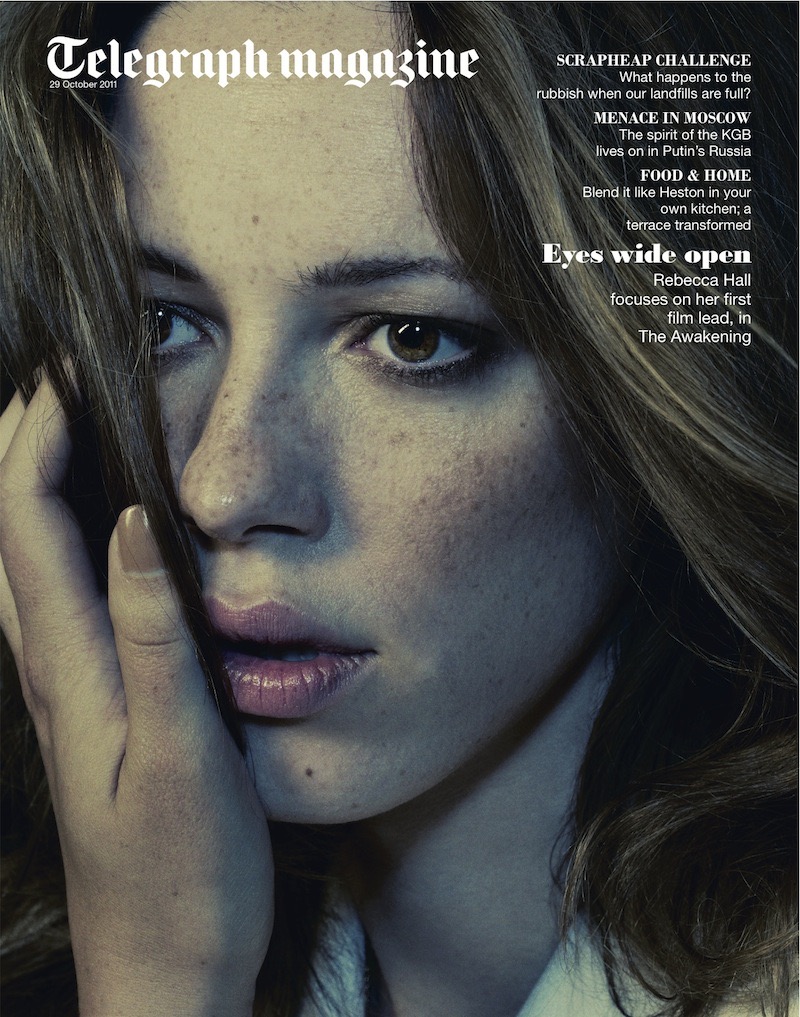 Telegraph magazine
29 October 2011
SCRAPHEAP CHALLENGE
What happens to the
rubbish when our landfills are full?
MENACE IN MOSCOW
The spirit of the KGB
lives on in Putin's Russia
FOOD & HOME
Blend it like Heston in your
own kitchen; a
terrace transformed
Eyes wide open
Rebecca Hall
focuses on her first
film lead, in
The Awakening